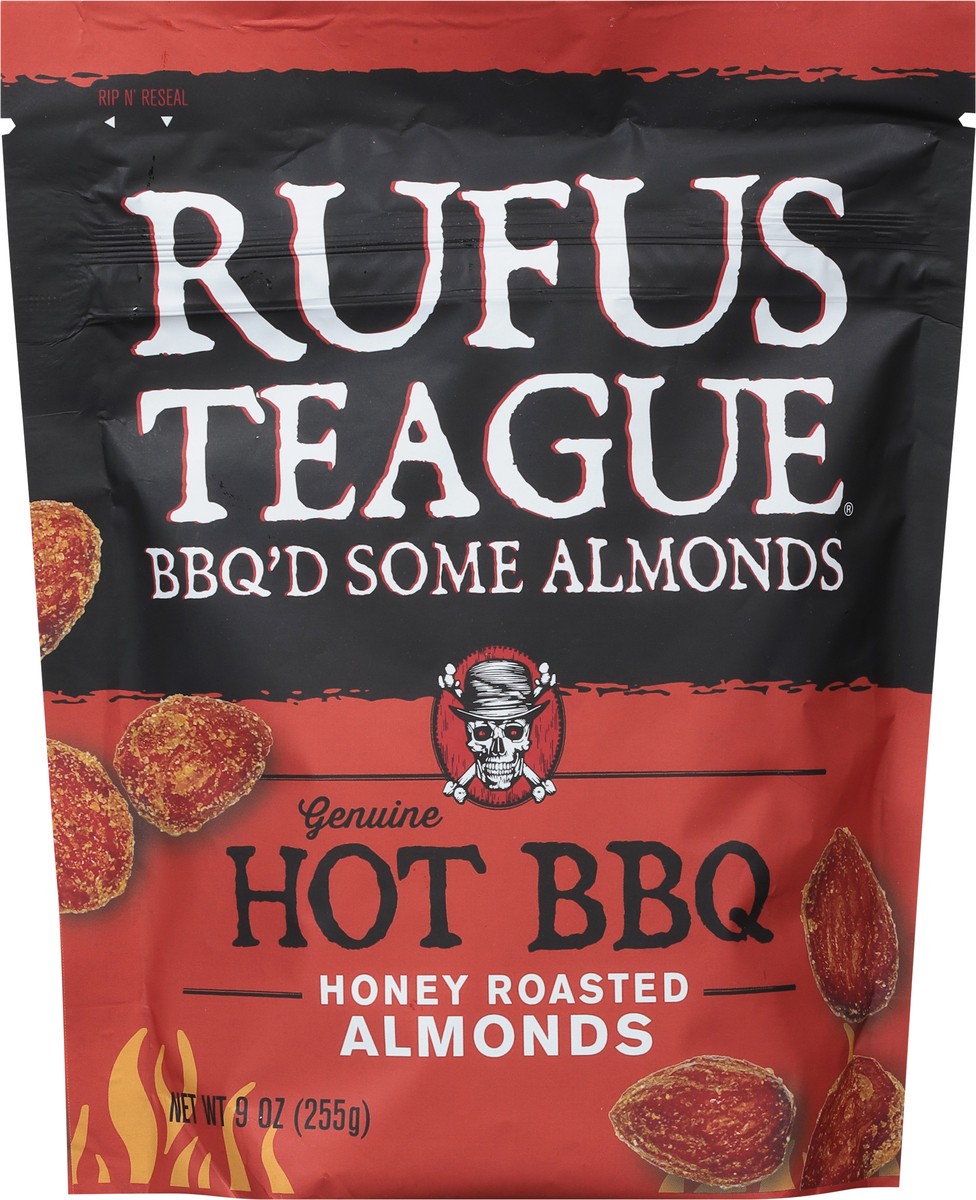 RIP N' RESEAL
RUFUS
TEAGUE®
BBQ'D SOME ALMONDS
Genuine
HOT BBQ
HONEY ROASTED
ALMONDS
NET WT 9 OZ (255g)